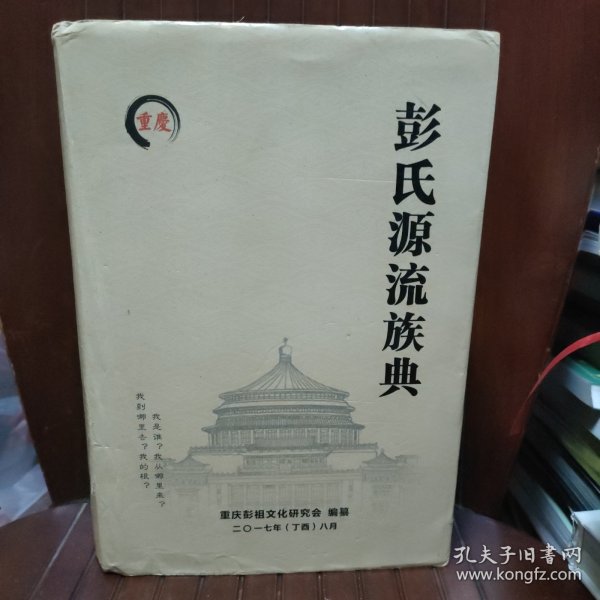 重慶
彭氏源流族典
我是谁？我从哪里来？
我到哪里去？我的根？
重庆彭祖文化研究会 编纂
二〇一七年（丁酉）八月
孔夫子旧书网
www.kongfz.com